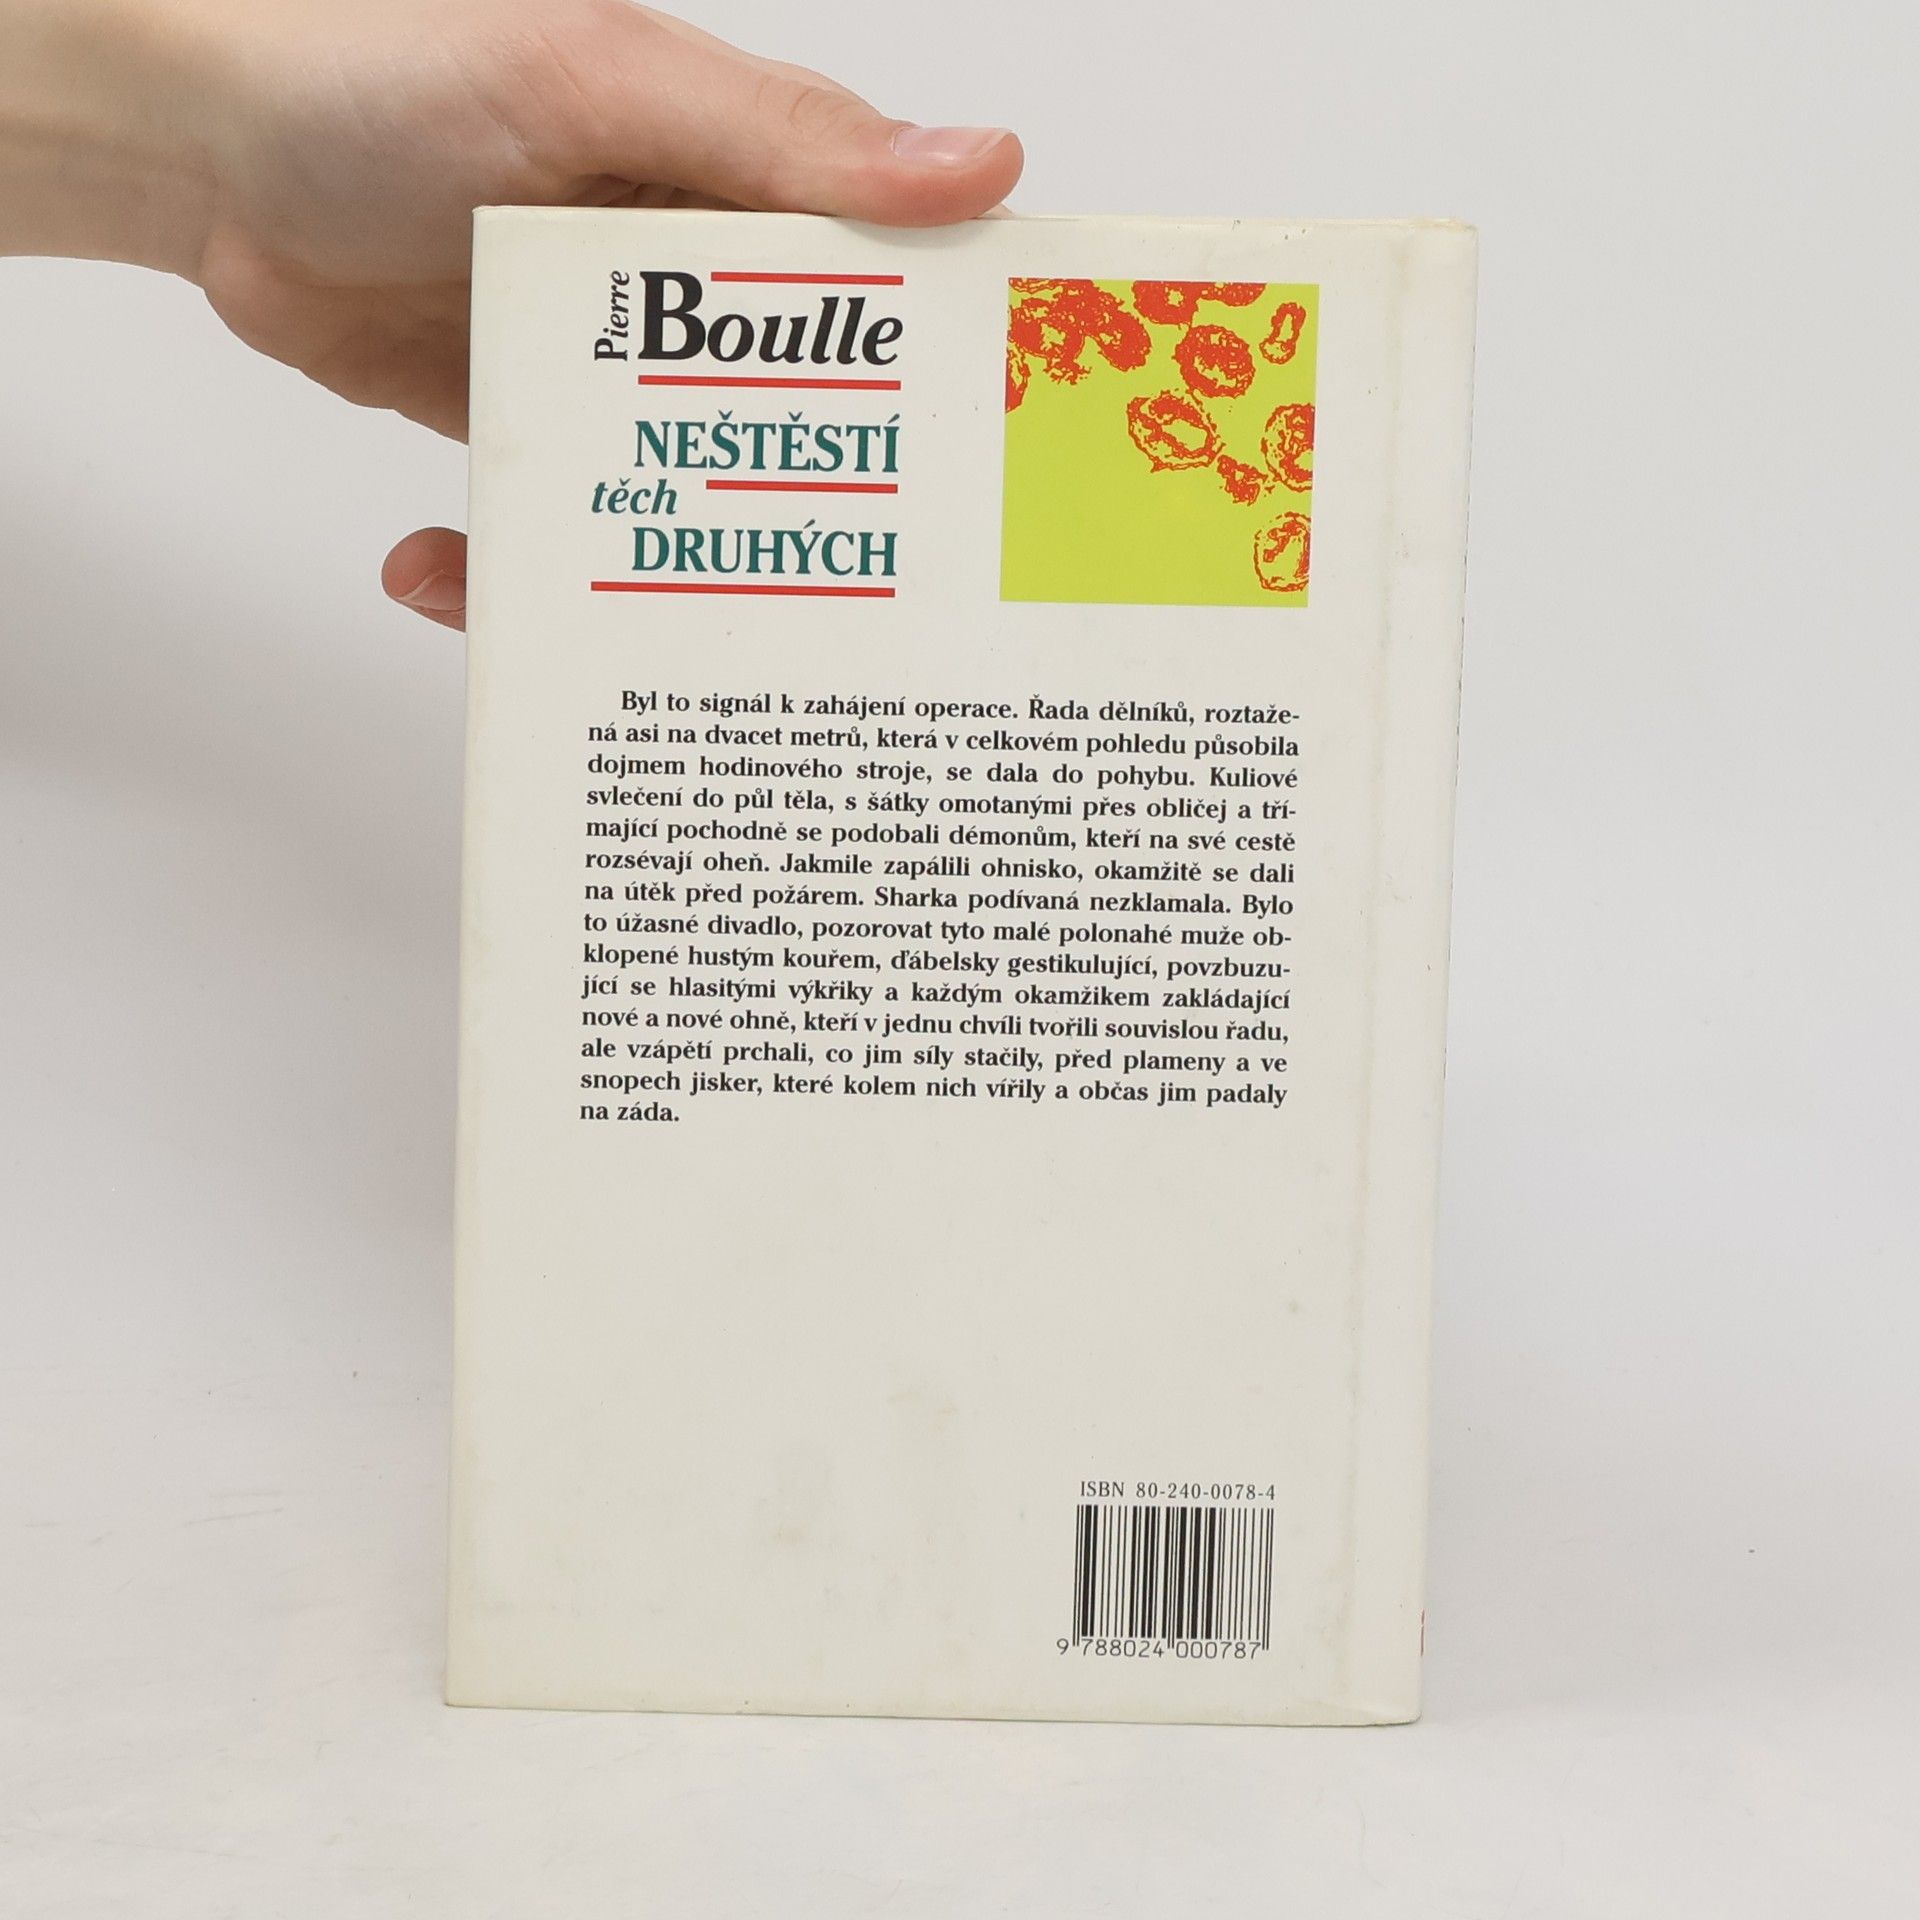 Pierre
Boulle
NEŠTĚSTÍ
těch
DRUHÝCH
Byl to signál k zahájení operace. Řada dělníků, roztaže-
ná asi na dvacet metrů, která v celkovém pohledu působila
dojmem hodinového stroje, se dala do pohybu. Kuliové
svlečení do půl těla, s šátky omotanými přes obličej a tří-
mající pochodně se podobali démonům, kteří na své cestě
rozsévají oheň. Jakmile zapálili ohnisko, okamžitě se dali
na útěk před požárem. Sharka podívaná nezklamala. Bylo
to úžasné divadlo, pozorovat tyto malé polonahé muže ob-
klopené hustým kouřem, ďábelsky gestikulující, povzbuzu-
jící se hlasitými výkřiky a každým okamžikem zakládající
nové a nové ohně, kteří v jednu chvíli tvořili souvislou řadu,
ale vzápětí prchali, co jim síly stačily, před plameny a ve
snopech jisker, které kolem nich vířily a občas jim padaly
na záda.
ISBN 80-240-0078-4
9 788024 000787